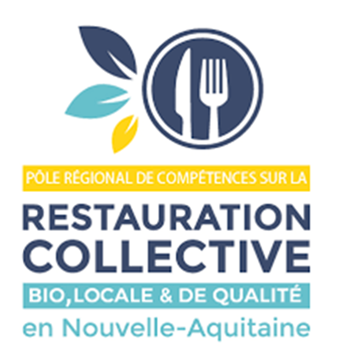 PÔLE RÉGIONAL DE COMPÉTENCES SUR LA
RESTAURATION
COLLECTIVE
BIO, LOCALE & DE QUALITÉ
en Nouvelle-Aquitaine